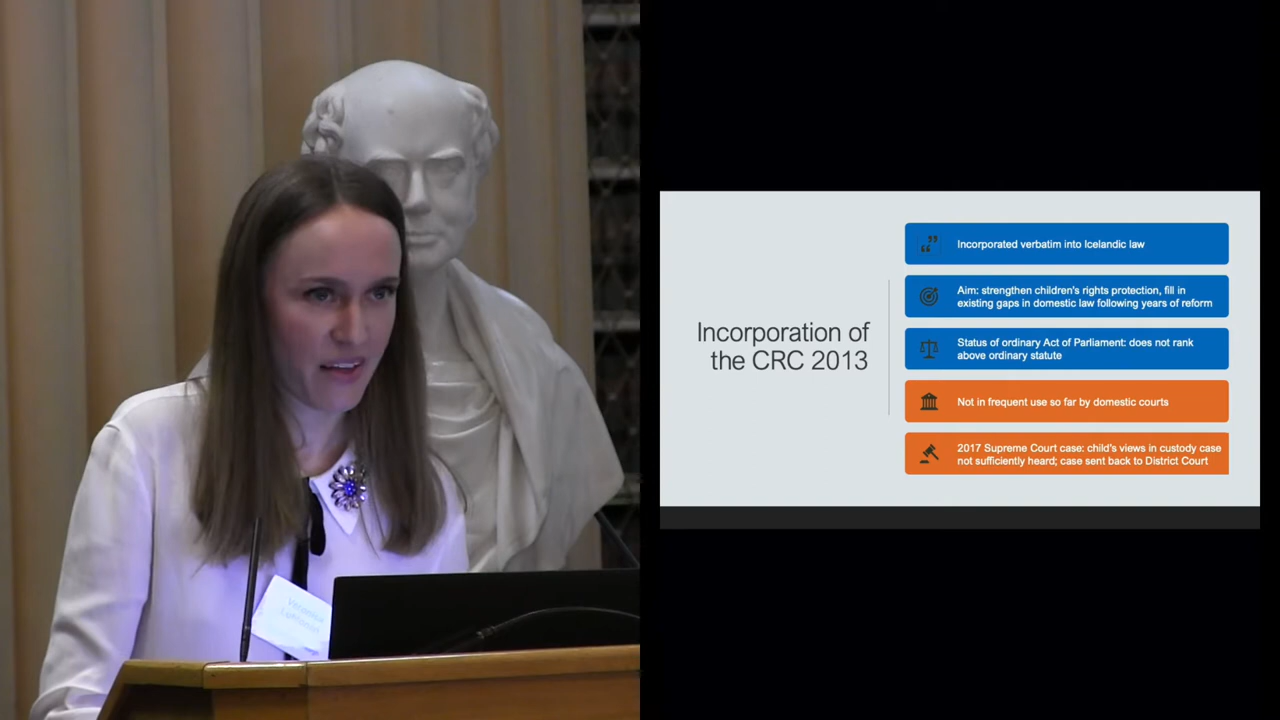 Incorporation of
the CRC 2013
Incorporated verbatim into Icelandic law
Aim: strengthen children's rights protection, fill in
existing gaps in domestic law following years of reform
Status of ordinary Act of Parliament: does not rank
above ordinary statute
Not in frequent use so far by domestic courts
2017 Supreme Court case: child's views in custody case
not sufficiently heard; case sent back to District Court